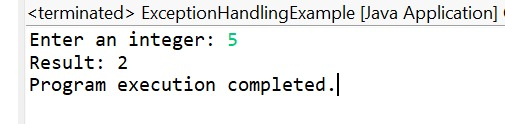 <terminated> ExceptionHandlingExample [Java Application]
Enter an integer: 5
Result: 2
Program execution completed.